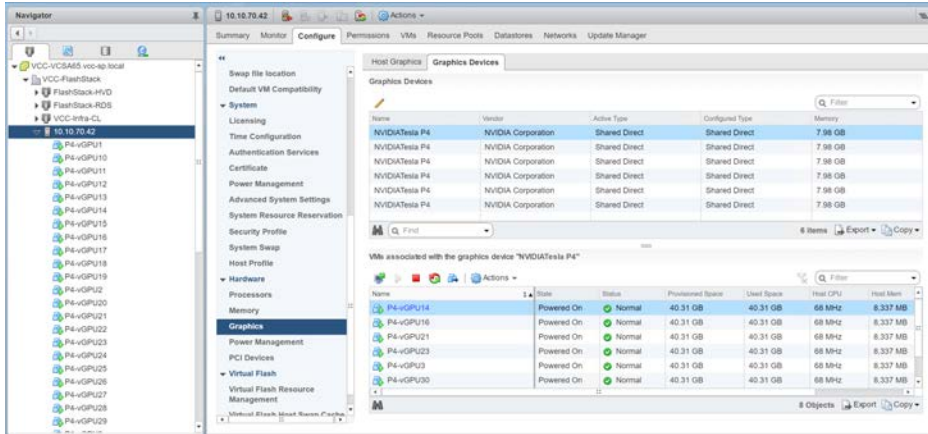 Navigator
10.10.70.42
Actions
Summary Monitor Configure Permissions VMs Resource Pools Datastores Networks Update Manager
VCC-VCSA65.vcc-sp.local
VCC-FlashStack
FlashStack-HVD
FlashStack-RDS
VCC-Infra-CL
10.10.70.42
P4-vGPU1
P4-vGPU10
P4-vGPU11
P4-vGPU12
P4-vGPU13
P4-vGPU14
P4-vGPU15
P4-vGPU16
P4-vGPU17
P4-vGPU18
P4-vGPU19
P4-vGPU2
P4-vGPU20
P4-vGPU21
P4-vGPU22
P4-vGPU23
P4-vGPU24
P4-vGPU25
P4-vGPU26
P4-vGPU27
P4-vGPU28
P4-vGPU29
Swap file location
Default VM Compatibility
System
Licensing
Time Configuration
Authentication Services
Certificate
Power Management
Advanced System Settings
System Resource Reservation
Security Profile
System Swap
Host Profile
Hardware
Processors
Memory
Graphics
Power Management
PCI Devices
Virtual Flash
Virtual Flash Resource
Management
Virtual Flash Host Swap Cache
Host Graphics Graphics Devices
Graphics Devices
Filter
Name Vendor Active Type Configured Type Memory
NVIDIATesla P4 NVIDIA Corporation Shared Direct Shared Direct 7.98 GB
NVIDIATesla P4 NVIDIA Corporation Shared Direct Shared Direct 7.98 GB
NVIDIATesla P4 NVIDIA Corporation Shared Direct Shared Direct 7.98 GB
NVIDIATesla P4 NVIDIA Corporation Shared Direct Shared Direct 7.98 GB
NVIDIATesla P4 NVIDIA Corporation Shared Direct Shared Direct 7.98 GB
NVIDIATesla P4 NVIDIA Corporation Shared Direct Shared Direct 7.98 GB
Find 6 items Export Copy
VMs associated with the graphics device "NVIDIATesla P4"
Actions Filter
Name 1 State Status Provisioned Space Used Space Host CPU Host Mem
P4-vGPU14 Powered On Normal 40.31 GB 40.31 GB 68 MHz 8,337 MB
P4-vGPU16 Powered On Normal 40.31 GB 40.31 GB 68 MHz 8,337 MB
P4-vGPU21 Powered On Normal 40.31 GB 40.31 GB 68 MHz 8,337 MB
P4-vGPU23 Powered On Normal 40.31 GB 40.31 GB 68 MHz 8,337 MB
P4-vGPU3 Powered On Normal 40.31 GB 40.31 GB 68 MHz 8,337 MB
P4-vGPU30 Powered On Normal 40.31 GB 40.31 GB 68 MHz 8,337 MB
8 Objects Export Copy